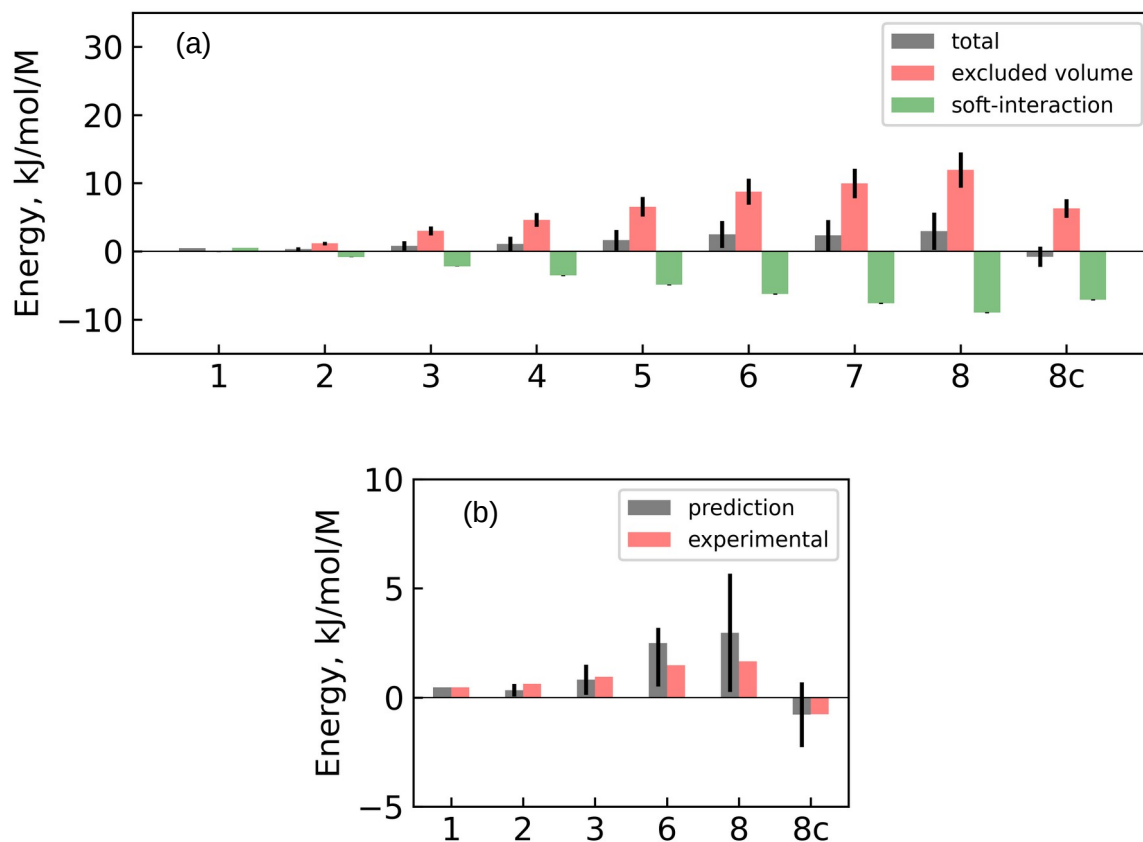 (a)
total
excluded volume
soft-interaction
Energy, kJ/mol/M
30
20
10
0
−10
1 2 3 4 5 6 7 8 8c
(b)
prediction
experimental
Energy, kJ/mol/M
10
5
0
−5
1 2 3 6 8 8c